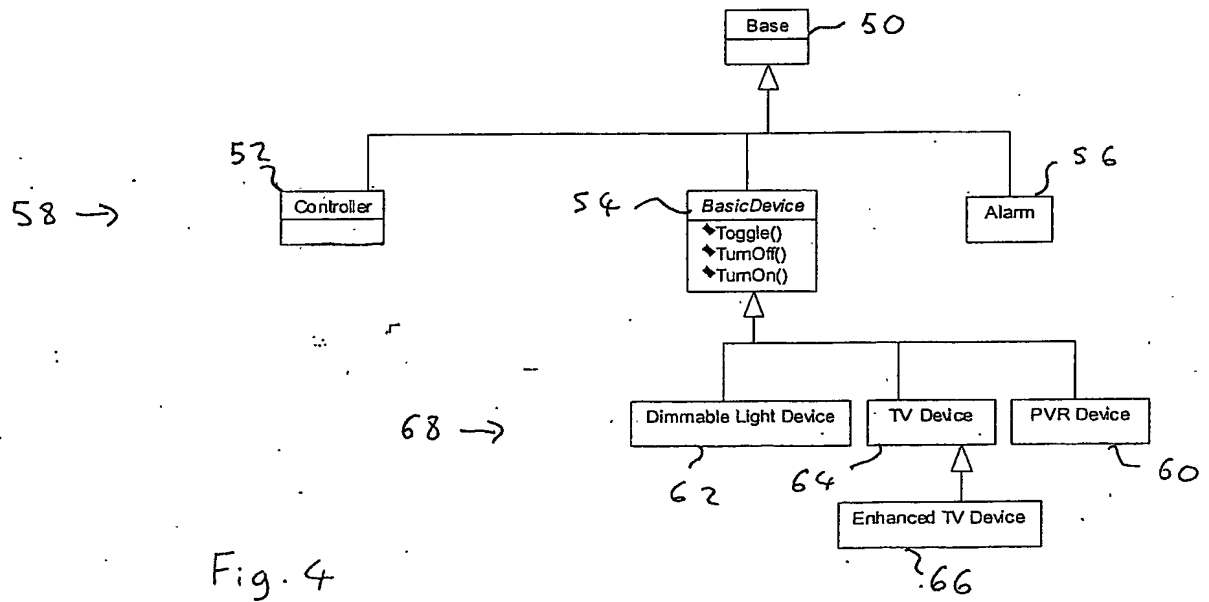 Base
50
52
58 →
Controller
54
BasicDevice
Toggle()
TurnOff()
TurnOn()
56
Alarm
68 →
Dimmable Light Device
TV Device
PVR Device
62
64
60
Enhanced TV Device
66
Fig. 4